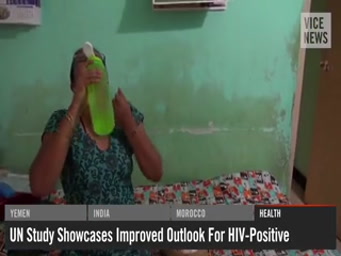 VICE
NEWS
YEMEN INDIA MOROCCO HEALTH
UN Study Showcases Improved Outlook For HIV-Positive